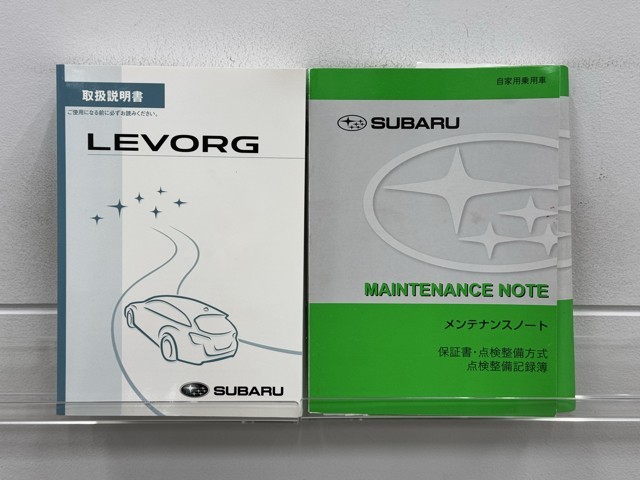 取扱説明書
ご使用になる前に必ずお読みください。
LEVORG
SUBARU
自家用乗用車
SUBARU
MAINTENANCE NOTE
メンテナンスノート
保証書・点検整備方式
点検整備記録簿